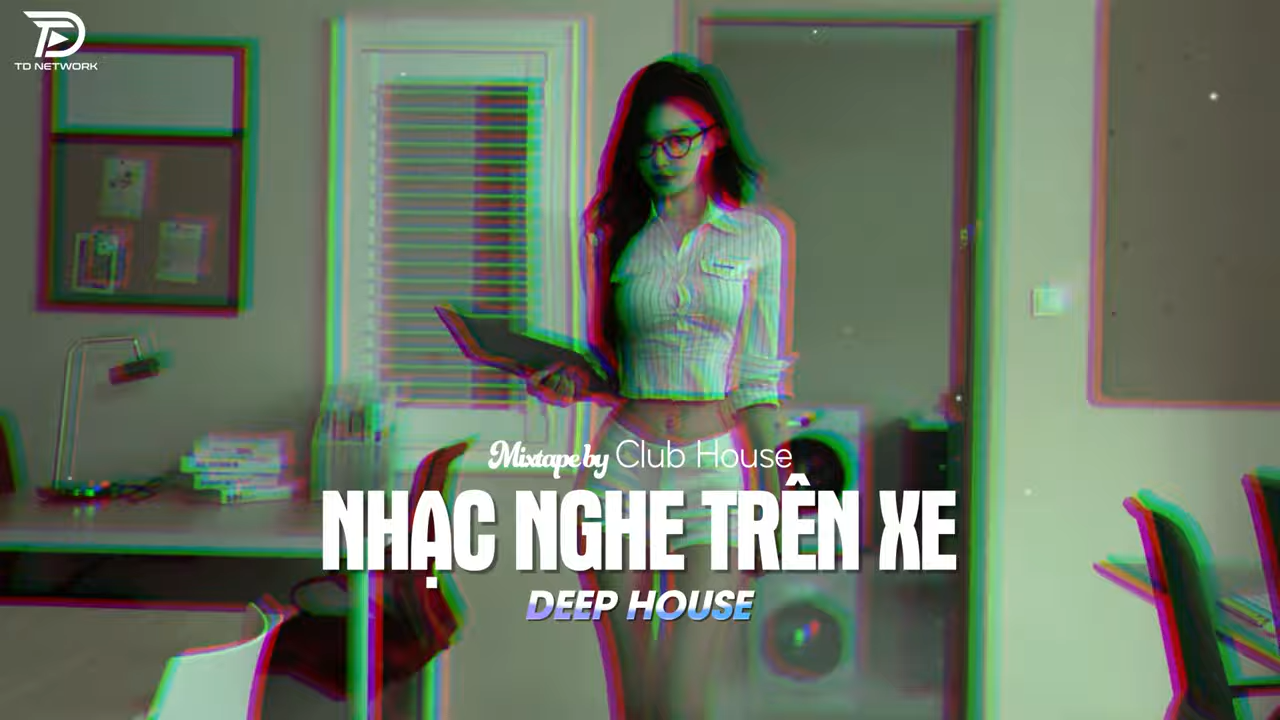 TD NETWORK
Mixtape by Club House
NHẠC NGHE TRÊN XE
DEEP HOUSE